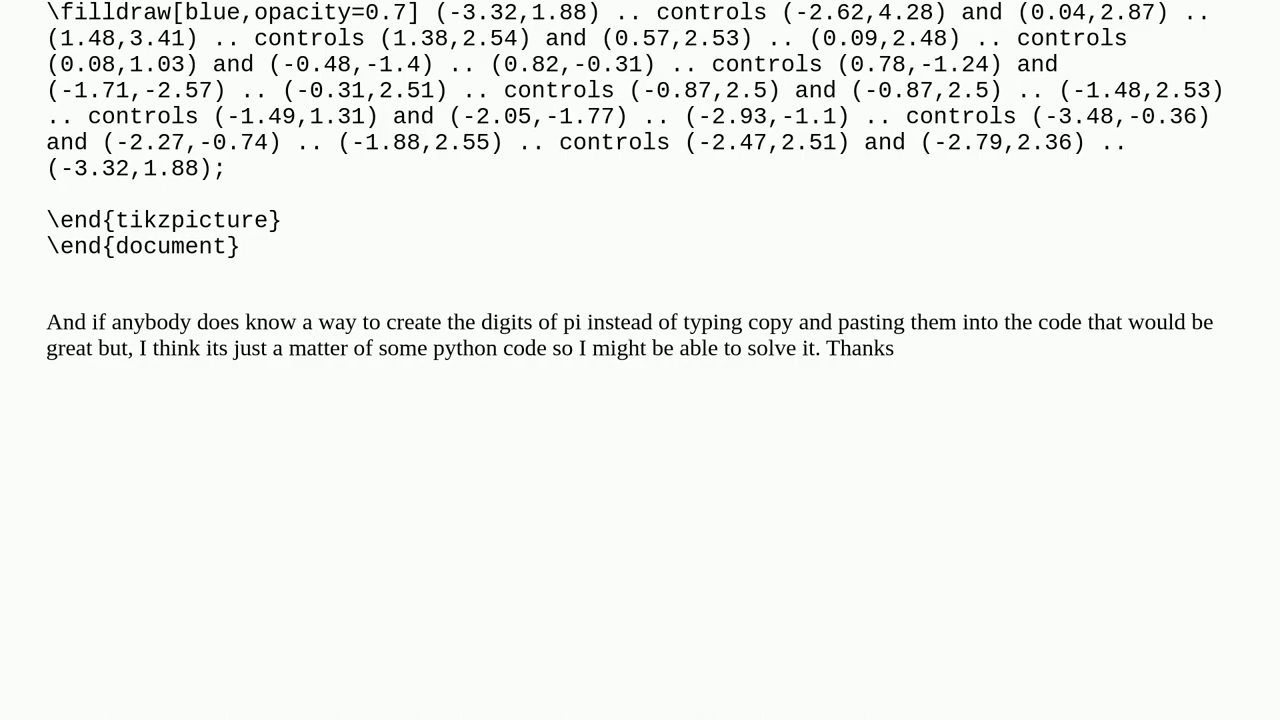 \filldraw[blue,opacity=0.7] (-3.32,1.88) .. controls (-2.62,4.28) and (0.04,2.87) ..
(1.48,3.41) .. controls (1.38,2.54) and (0.57,2.53) .. (0.09,2.48) .. controls
(0.08,1.03) and (-0.48,-1.4) .. (0.82,-0.31) .. controls (0.78,-1.24) and
(-1.71,-2.57) .. (-0.31,2.51) .. controls (-0.87,2.5) and (-0.87,2.5) .. (-1.48,2.53)
.. controls (-1.49,1.31) and (-2.05,-1.77) .. (-2.93,-1.1) .. controls (-3.48,-0.36)
and (-2.27,-0.74) .. (-1.88,2.55) .. controls (-2.47,2.51) and (-2.79,2.36) ..
(-3.32,1.88);
\end{tikzpicture}
\end{document}
And if anybody does know a way to create the digits of pi instead of typing copy and pasting them into the code that would be
great but, I think its just a matter of some python code so I might be able to solve it. Thanks